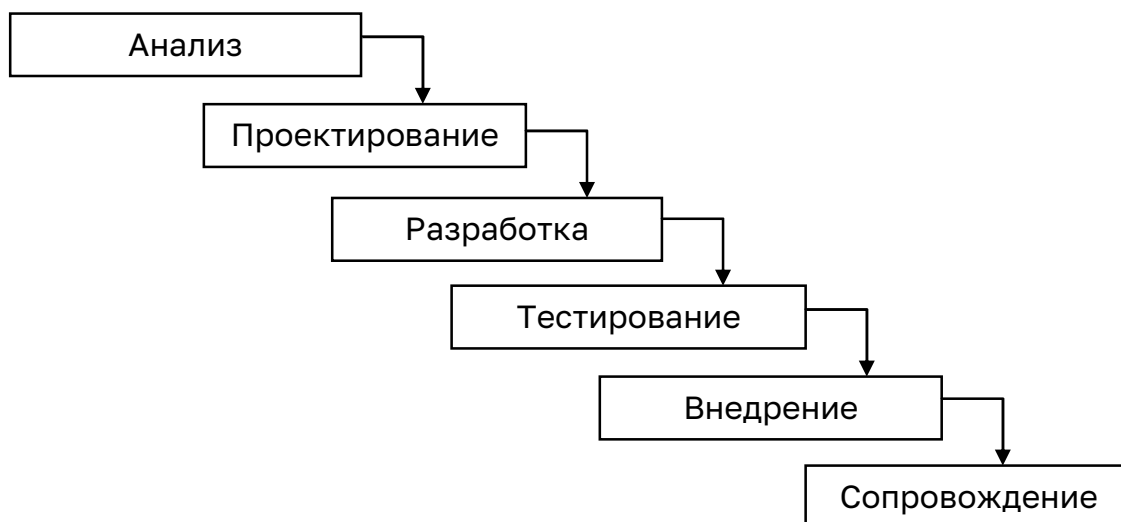 Анализ
Проектирование
Разработка
Тестирование
Внедрение
Сопровождение